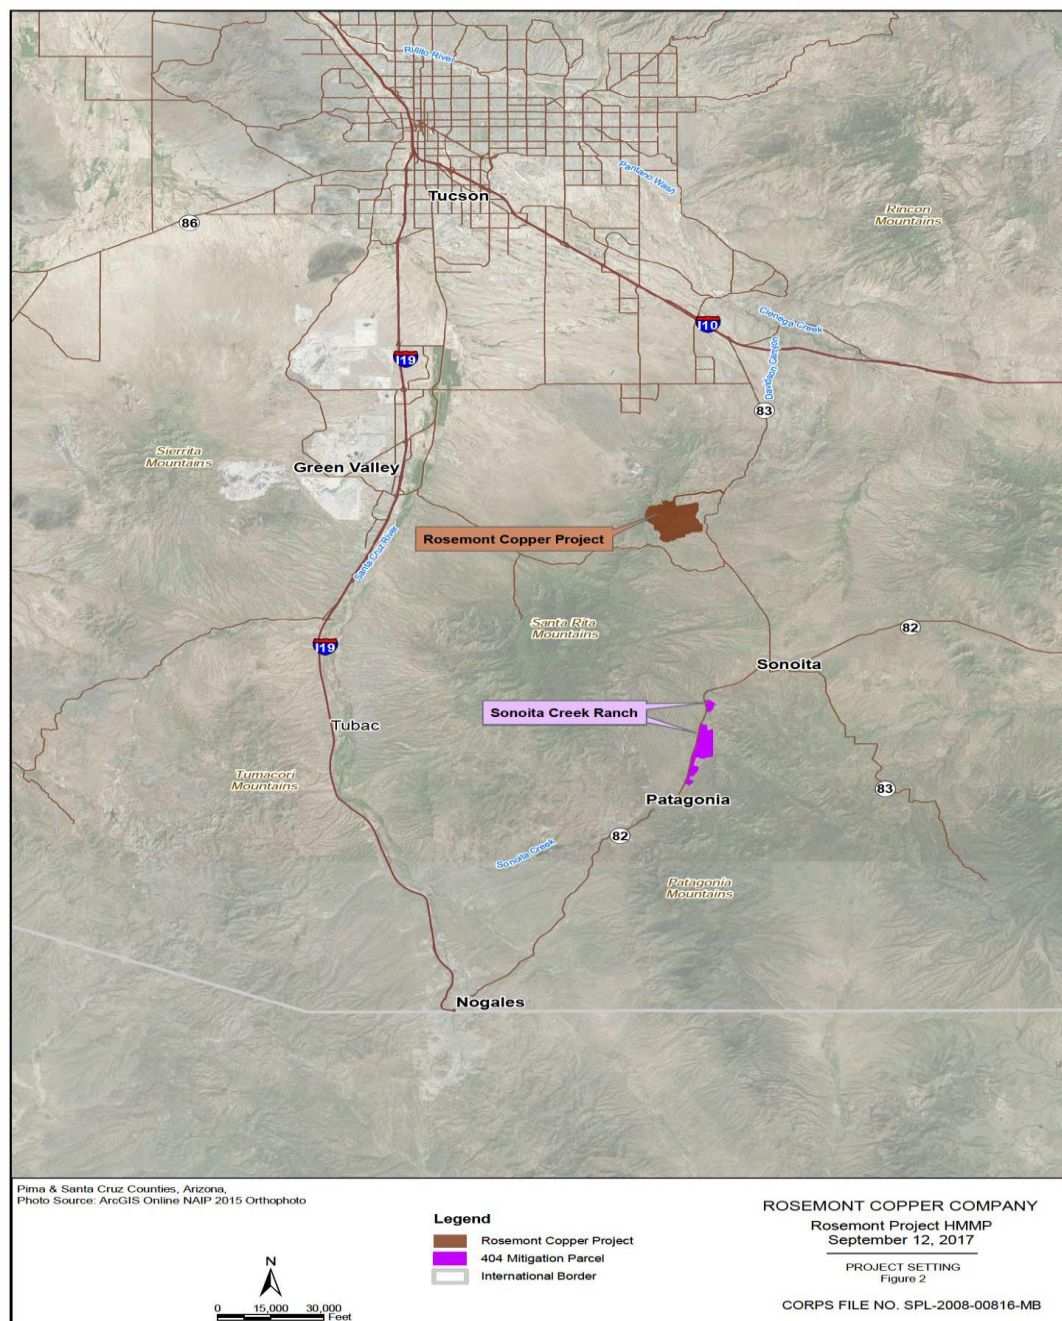 Rillito River
Pantano Wash
Tucson
Rincon
Mountains
86
Cienega Creek
I10
I19
Davidson Canyon
83
Sierrita
Mountains
Green Valley
Rosemont Copper Project
Santa Cruz River
Santa Rita
Mountains
82
I19
Sonoita
Sonoita Creek Ranch
Tubac
Tumacori
Mountains
83
Patagonia
82
Sonoita Creek
Patagonia
Mountains
Nogales
Pima & Santa Cruz Counties, Arizona,
Photo Source: ArcGIS Online NAIP 2015 Orthophoto
N
0 15,000 30,000
Feet
Legend
Rosemont Copper Project
404 Mitigation Parcel
International Border
ROSEMONT COPPER COMPANY
Rosemont Project HMMP
September 12, 2017
PROJECT SETTING
Figure 2
CORPS FILE NO. SPL-2008-00816-MB